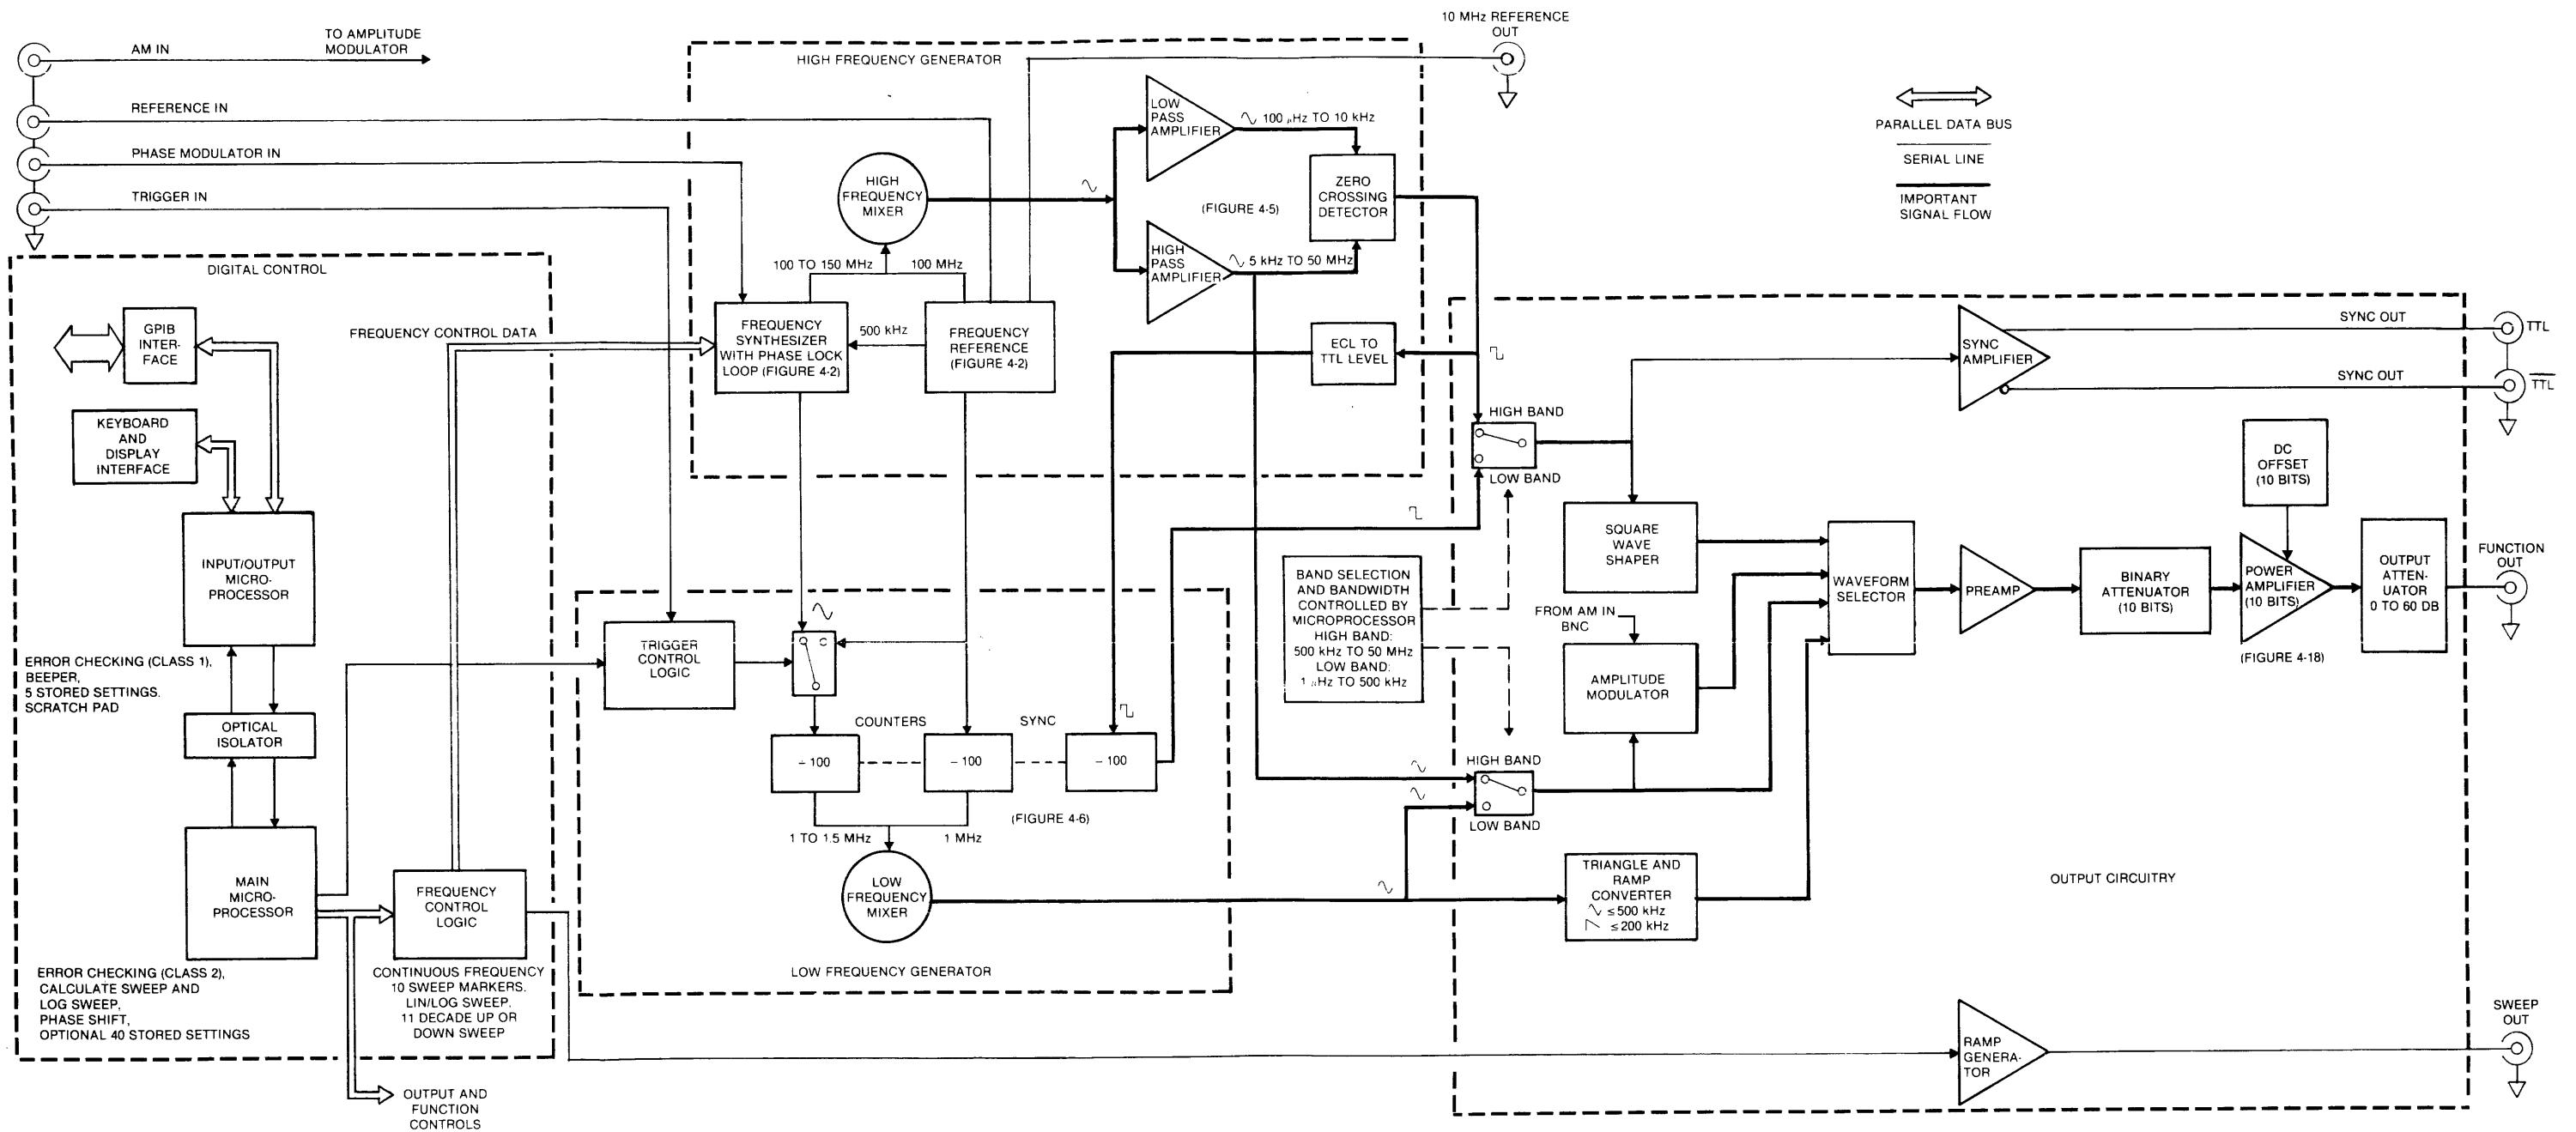 AM IN
TO AMPLITUDE
MODULATOR
REFERENCE IN
PHASE MODULATOR IN
TRIGGER IN
HIGH FREQUENCY GENERATOR
10 MHz REFERENCE
OUT
LOW
PASS
AMPLIFIER
100 μHz TO 10 kHz
HIGH
FREQUENCY
MIXER
(FIGURE 4-5)
ZERO
CROSSING
DETECTOR
HIGH
PASS
AMPLIFIER
5 kHz TO 50 MHz
100 TO 150 MHz
100 MHz
FREQUENCY
SYNTHESIZER
WITH PHASE LOCK
LOOP (FIGURE 4-2)
500 kHz
FREQUENCY
REFERENCE
(FIGURE 4-2)
ECL TO
TTL LEVEL
PARALLEL DATA BUS
SERIAL LINE
IMPORTANT
SIGNAL FLOW
DIGITAL CONTROL
GPIB
INTER-
FACE
FREQUENCY CONTROL DATA
KEYBOARD
AND
DISPLAY
INTERFACE
INPUT/OUTPUT
MICRO-
PROCESSOR
ERROR CHECKING (CLASS 1),
BEEPER,
5 STORED SETTINGS.
SCRATCH PAD
OPTICAL
ISOLATOR
MAIN
MICRO-
PROCESSOR
FREQUENCY
CONTROL
LOGIC
ERROR CHECKING (CLASS 2),
CALCULATE SWEEP AND
LOG SWEEP,
PHASE SHIFT,
OPTIONAL 40 STORED SETTINGS
CONTINUOUS FREQUENCY
10 SWEEP MARKERS.
LIN/LOG SWEEP,
11 DECADE UP OR
DOWN SWEEP
OUTPUT AND
FUNCTION
CONTROLS
TRIGGER
CONTROL
LOGIC
COUNTERS
SYNC
÷ 100
– 100
– 100
(FIGURE 4-6)
1 TO 1.5 MHz
1 MHz
LOW
FREQUENCY
MIXER
LOW FREQUENCY GENERATOR
HIGH BAND
LOW BAND
BAND SELECTION
AND BANDWIDTH
CONTROLLED BY
MICROPROCESSOR
HIGH BAND:
500 kHz TO 50 MHz
LOW BAND:
1 μHz TO 500 kHz
HIGH BAND
LOW BAND
SYNC
AMPLIFIER
SYNC OUT
TTL
SYNC OUT
TTL
SQUARE
WAVE
SHAPER
FROM AM IN
BNC
AMPLITUDE
MODULATOR
WAVEFORM
SELECTOR
PREAMP
BINARY
ATTENUATOR
(10 BITS)
DC
OFFSET
(10 BITS)
POWER
AMPLIFIER
(10 BITS)
(FIGURE 4-18)
OUTPUT
ATTEN-
UATOR
0 TO 60 DB
FUNCTION
OUT
TRIANGLE AND
RAMP
CONVERTER
≤500 kHz
≤200 kHz
OUTPUT CIRCUITRY
RAMP
GENERA-
TOR
SWEEP
OUT